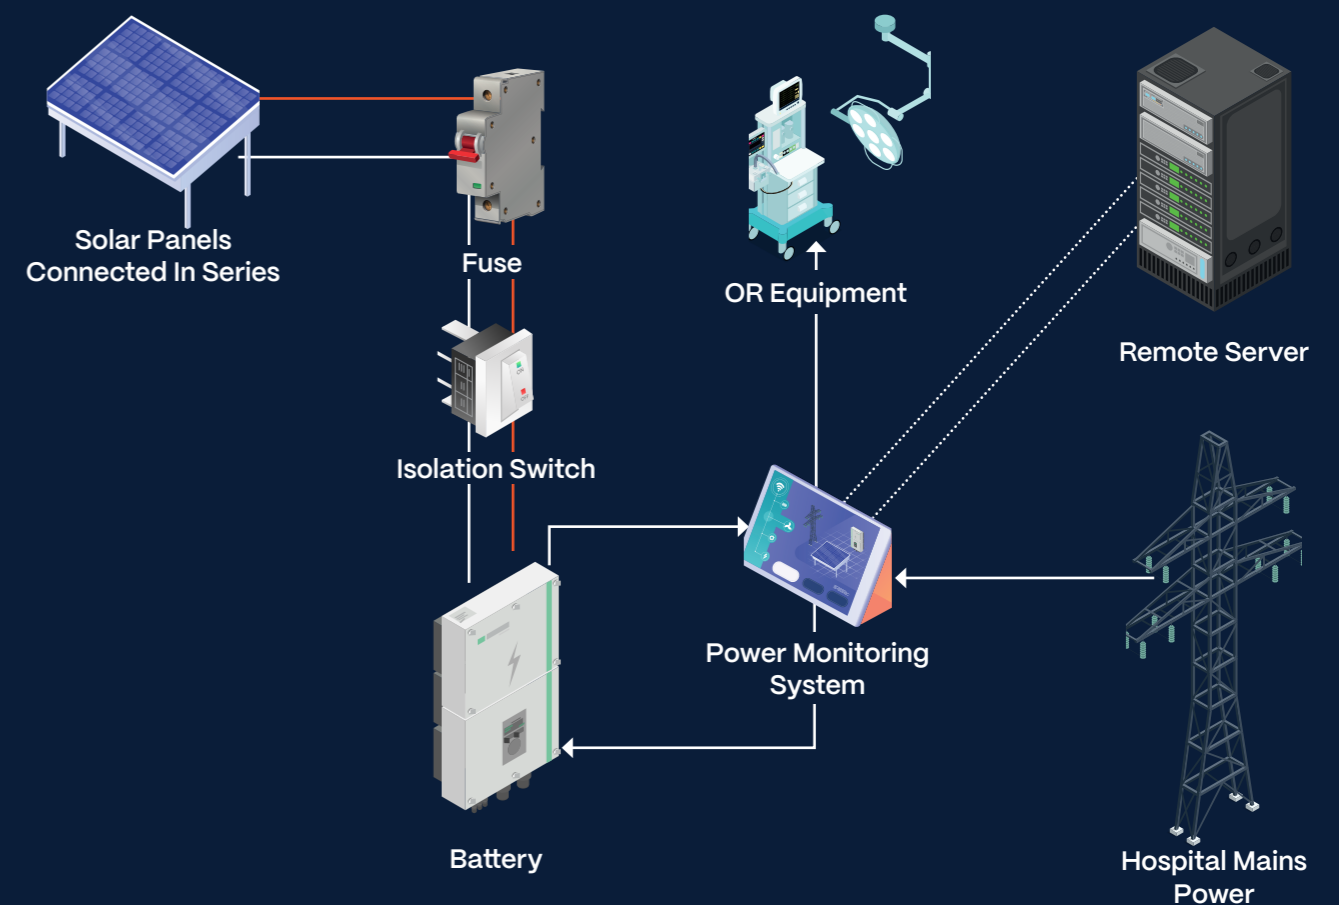 Solar Panels
Connected In Series
Fuse
OR Equipment
Remote Server
Isolation Switch
Power Monitoring
System
Battery
Hospital Mains
Power